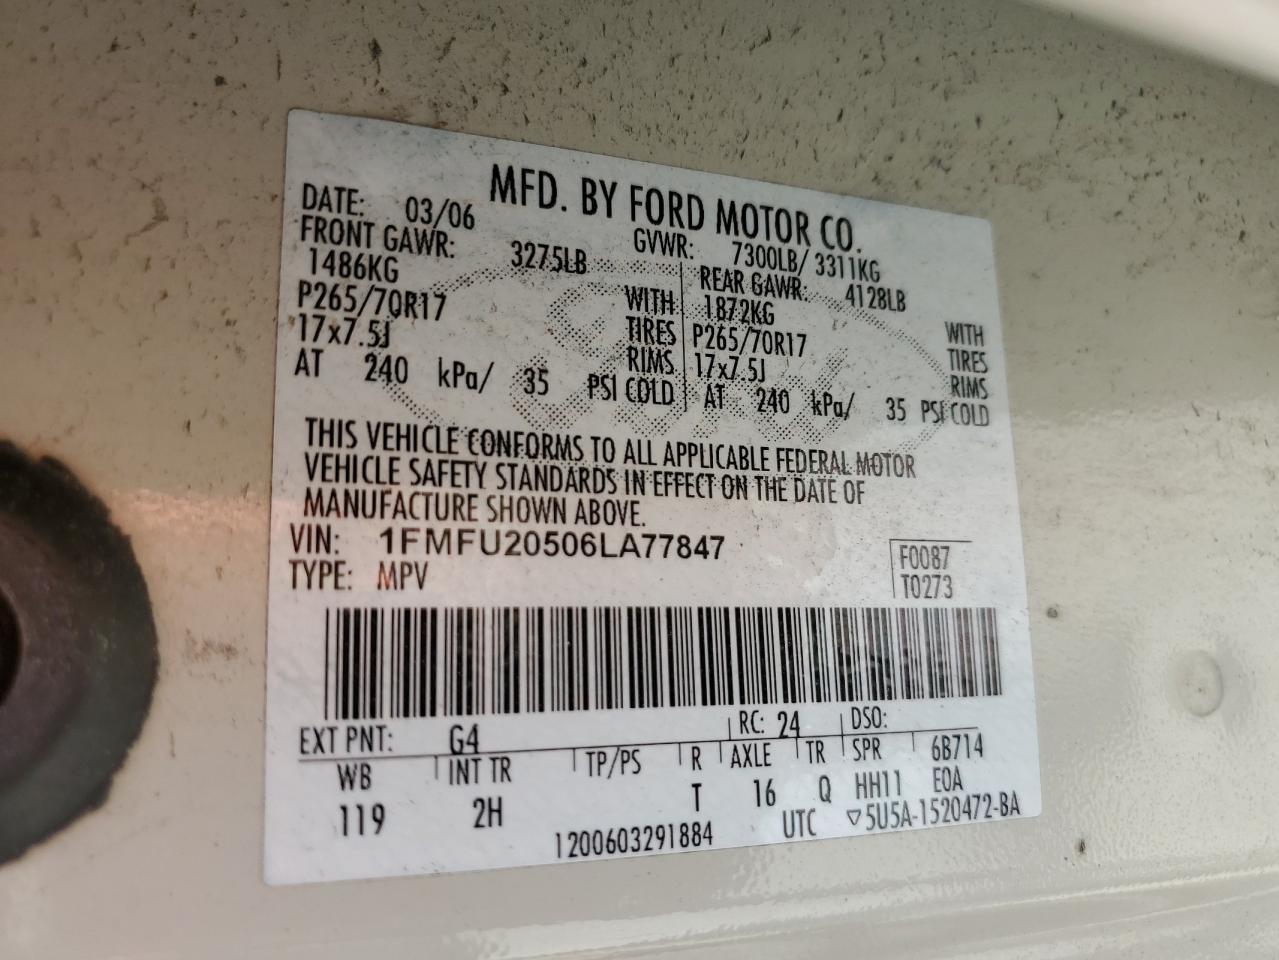 MFD. BY FORD MOTOR CO.
DATE: 03/06 GVWR: 7300LB/ 3311KG
FRONT GAWR: 3275LB REAR GAWR: 4128LB
1486KG WITH 1872KG WITH
P265/70R17 TIRES P265/70R17 TIRES
17x7.5J RIMS 17x7.5J RIMS
AT 240 kPa/ 35 PSI COLD AT 240 kPa/ 35 PSI COLD
THIS VEHICLE CONFORMS TO ALL APPLICABLE FEDERAL MOTOR
VEHICLE SAFETY STANDARDS IN EFFECT ON THE DATE OF
MANUFACTURE SHOWN ABOVE.
VIN: 1FMFU20506LA77847 F0087
TYPE: MPV T0273
EXT PNT: G4 RC: 24 DSO:
WB INT TR TP/PS R AXLE TR SPR 6B714
119 2H T 16 Q HH11 E0A
1200603291884 UTC ▽5U5A-1520472-BA